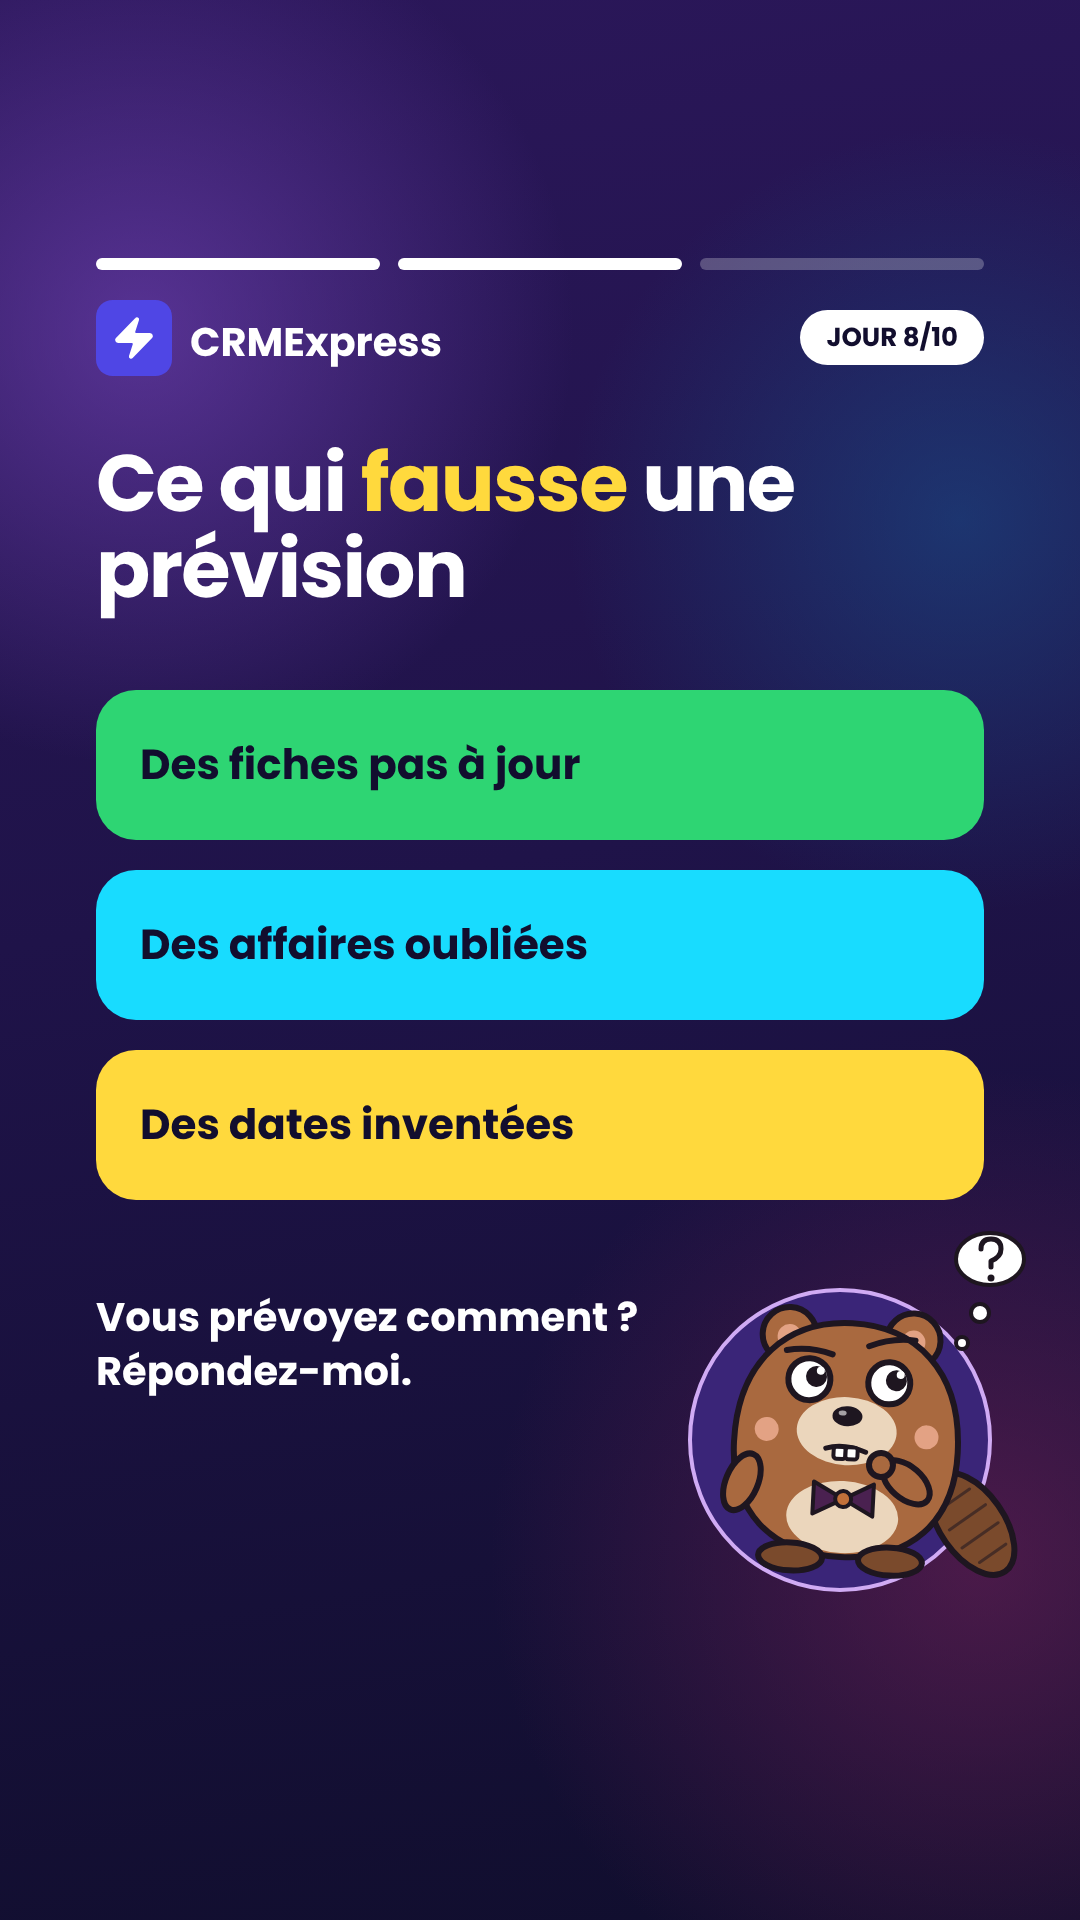 CRMExpress
JOUR 8/10
Ce qui fausse une
prévision
Des fiches pas à jour
Des affaires oubliées
Des dates inventées
?
Vous prévoyez comment ?
Répondez-moi.